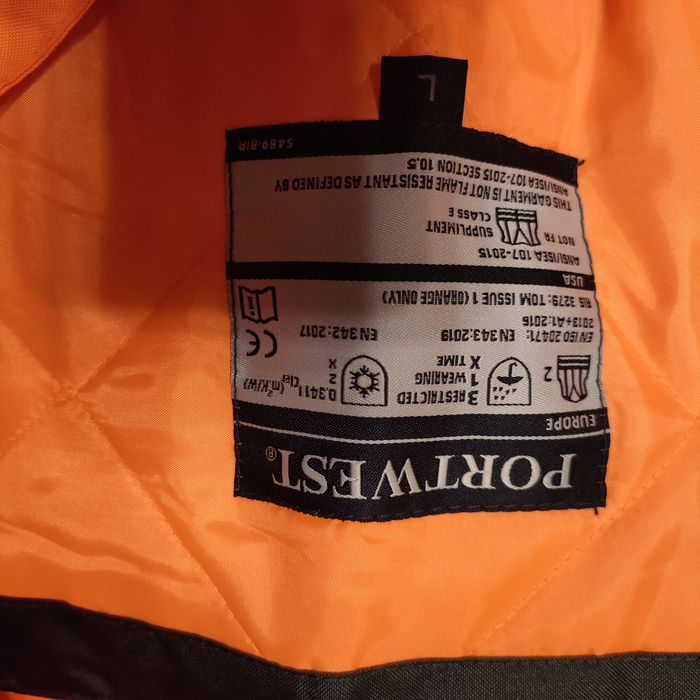 PORTWEST®
EUROPE
2
EN ISO 20471:
2013+A1:2016
RIS 3279: TOM ISSUE 1 (ORANGE ONLY)
3 RESTRICTED
1 WEARING
X TIME
EN 343:2019
0.341 Icler (m²K/W)
2
X
EN 342:2017
CE
i
USA
ANSI/ISEA 107-2015
NOT FR
SUPPLIMENT
CLASS E
THIS GARMENT IS NOT FLAME RESISTANT AS DEFINED BY
ANSI/ISEA 107-2015 SECTION 10.5
S489-BIR
L